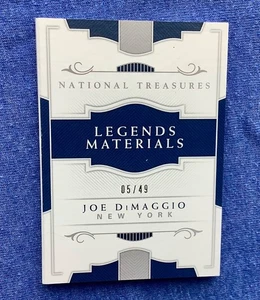 NATIONAL TREASURES
LEGENDS
MATERIALS
05/49
JOE DiMAGGIO
NEW YORK